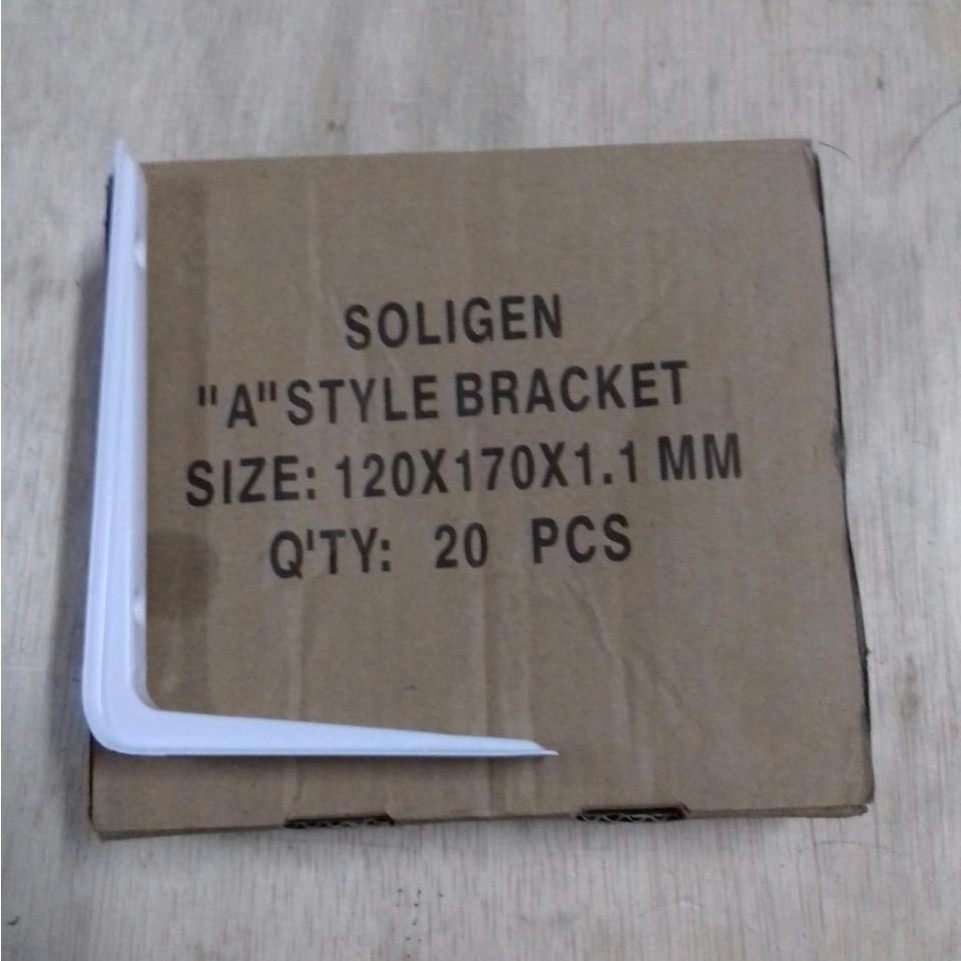 SOLIGEN
"A"STYLE BRACKET
SIZE: 120X170X1.1 MM
Q'TY: 20 PCS